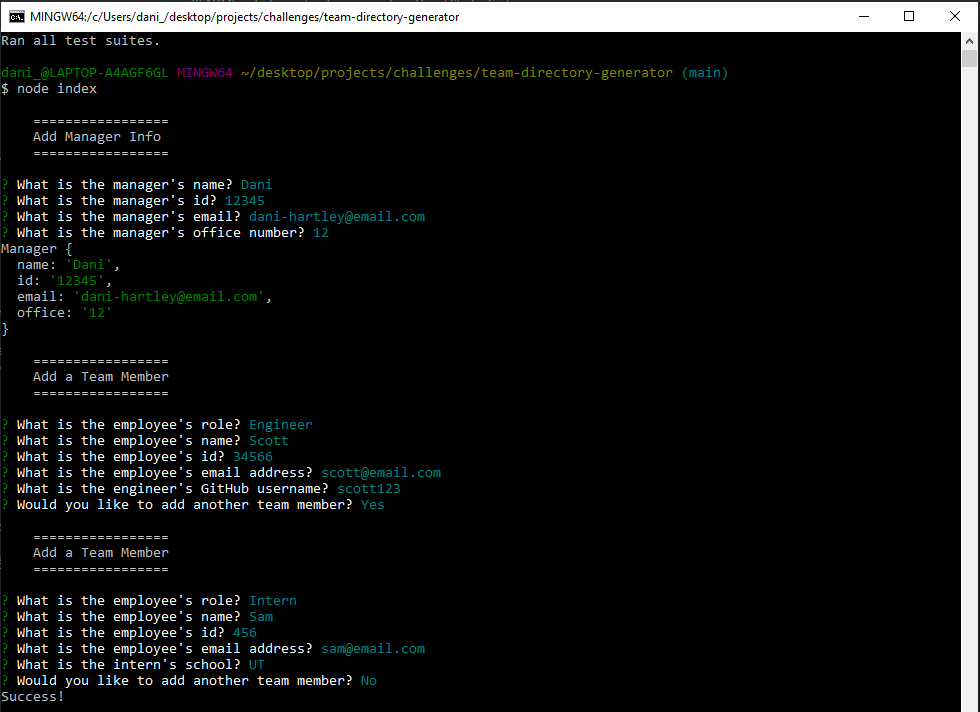 MINGW64:/c/Users/dani_/desktop/projects/challenges/team-directory-generator
Ran all test suites.
dani_@LAPTOP-A4AGF6GL MINGW64 ~/desktop/projects/challenges/team-directory-generator (main)
$ node index
=================
Add Manager Info
=================
? What is the manager's name? Dani
? What is the manager's id? 12345
? What is the manager's email? dani-hartley@email.com
? What is the manager's office number? 12
Manager {
name: 'Dani',
id: '12345',
email: 'dani-hartley@email.com',
office: '12'
}
=================
Add a Team Member
=================
? What is the employee's role? Engineer
? What is the employee's name? Scott
? What is the employee's id? 34566
? What is the employee's email address? scott@email.com
? What is the engineer's GitHub username? scott123
? Would you like to add another team member? Yes
=================
Add a Team Member
=================
? What is the employee's role? Intern
? What is the employee's name? Sam
? What is the employee's id? 456
? What is the employee's email address? sam@email.com
? What is the intern's school? UT
? Would you like to add another team member? No
Success!